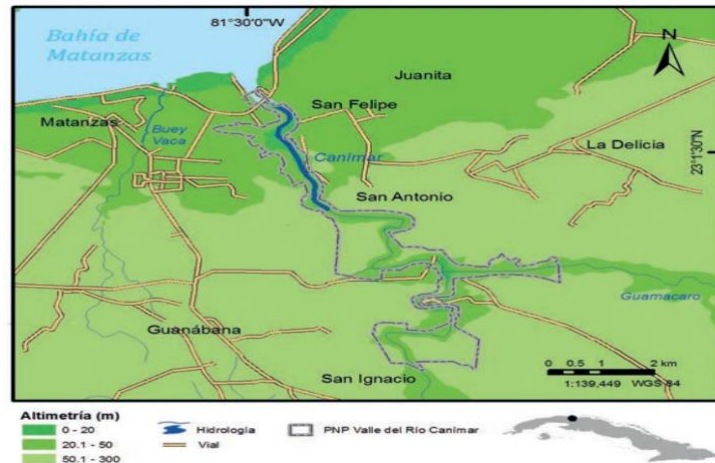 81°30'0"W
Bahía de
Matanzas
N
Juanita
San Felipe
Matanzas
Buey
Vaca
La Delicia
Canímar
23°1'30"N
San Antonio
Guamacaro
Guanábana
San Ignacio
0 0.5 1 2 km
1:139,449 WGS 84
Altimetría (m)
0 - 20
20.1 - 50
50.1 - 300
Hidrología
Vial
PNP Valle del Río Canímar